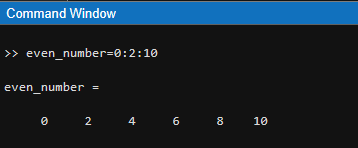 Command Window
>> even_number=0:2:10
even_number =
0 2 4 6 8 10